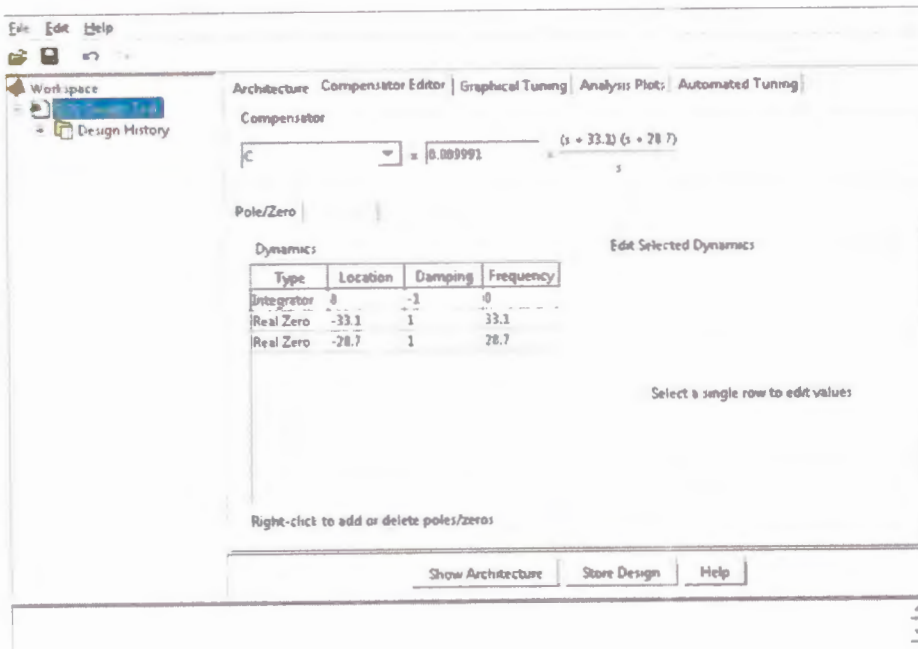 File Edit Help
Workspace
Design History
Architecture Compensator Editor Graphical Tuning Analysis Plots Automated Tuning
Compensator
C = 0.089991 × (s + 33.1) (s + 28.7)
s
Pole/Zero
Dynamics
Edit Selected Dynamics
Type Location Damping Frequency
Integrator 0 -1 0
Real Zero -33.1 1 33.1
Real Zero -28.7 1 28.7
Select a single row to edit values
Right-click to add or delete poles/zeros
Show Architecture Store Design Help